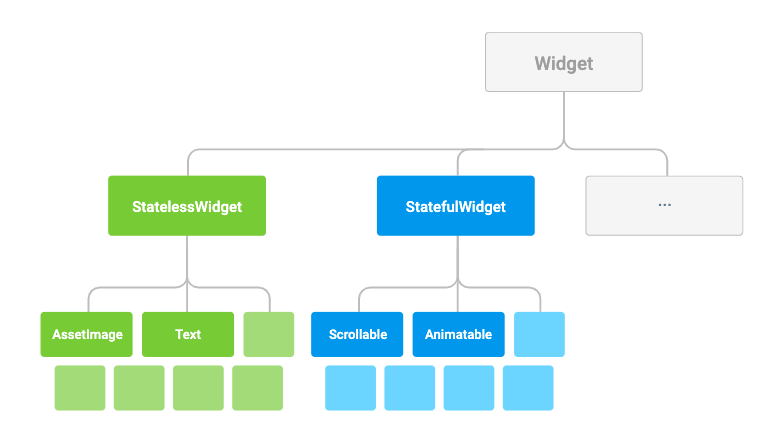 Widget
StatelessWidget
StatefulWidget
...
AssetImage
Text
Scrollable
Animatable